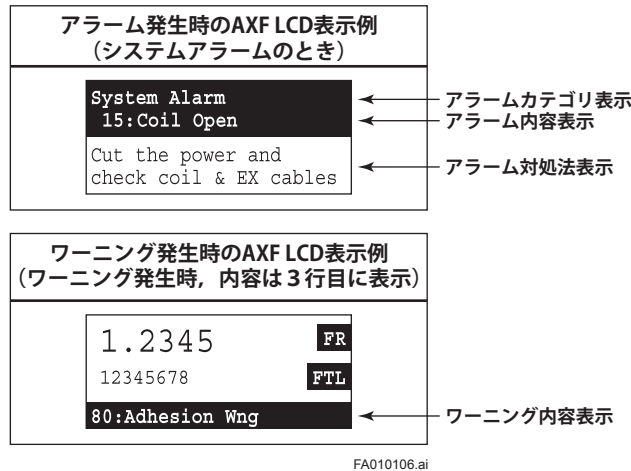 アラーム発生時のAXF LCD表示例
（システムアラームのとき）
System Alarm
15:Coil Open
Cut the power and
check coil & EX cables
アラームカテゴリ表示
アラーム内容表示
アラーム対処法表示
ワーニング発生時のAXF LCD表示例
（ワーニング発生時，内容は３行目に表示）
1.2345 FR
12345678 FTL
80:Adhesion Wng
ワーニング内容表示
FA010106.ai